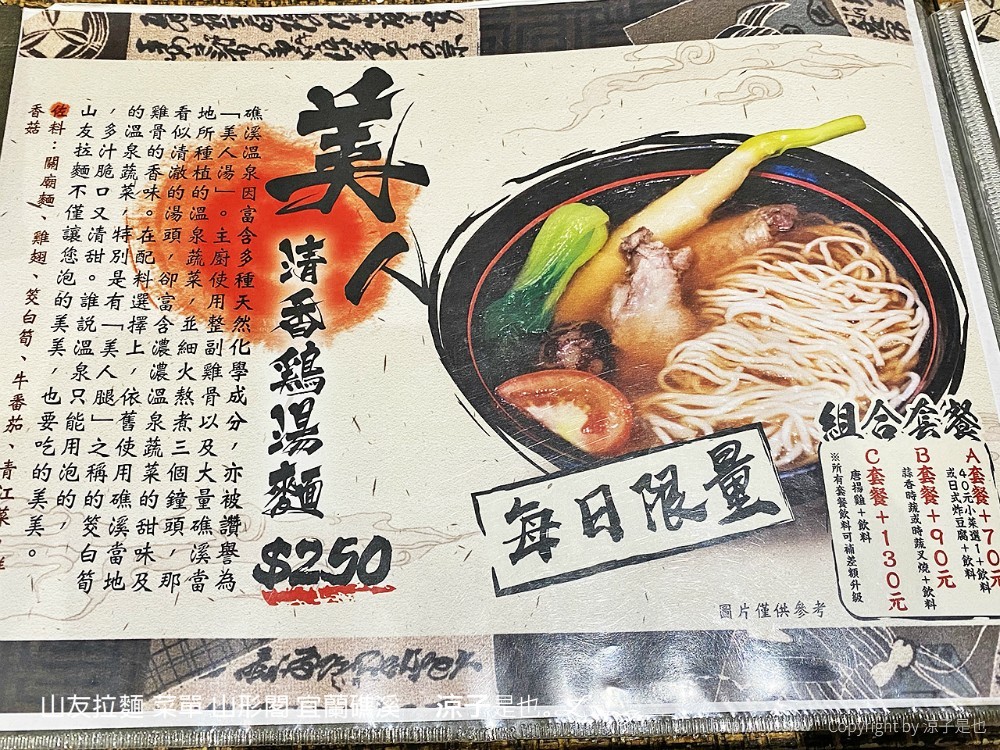 美人
清香鷄湯麵
$250
礁溪溫泉因富含多種天然化學成分，亦被讚譽為
「美人湯」。主廚使用整副雞骨以及大量礁溪當
地所種植的溫泉蔬菜，並細火熬煮三個鐘頭，那
看似清澈的湯頭，卻富含濃濃溫泉蔬菜的甜味及
雞骨的香味。在配料選擇上，依舊使用礁溪當地
的溫泉蔬菜，特別是有「美人腿」之稱的筊白筍
，多汁脆口又清甜。誰說溫泉只能用泡的，
山友拉麵不僅讓您泡的美美，也要吃的美美。
佐料：關廟麵、雞翅、筊白筍、牛番茄、青江菜、
香菇
每日限量
組合套餐
A套餐+70元
40元小菜選1+飲料
或日式炸豆腐+飲料
B套餐+90元
蒜香時蔬或時蔬叉燒+飲料
C套餐+130元
唐揚雞+飲料
※所有套餐飲料可補差額升級
圖片僅供參考
山友拉麵 菜單 山形閣 宜蘭礁溪 涼子是也。
Copyright by 涼子是也